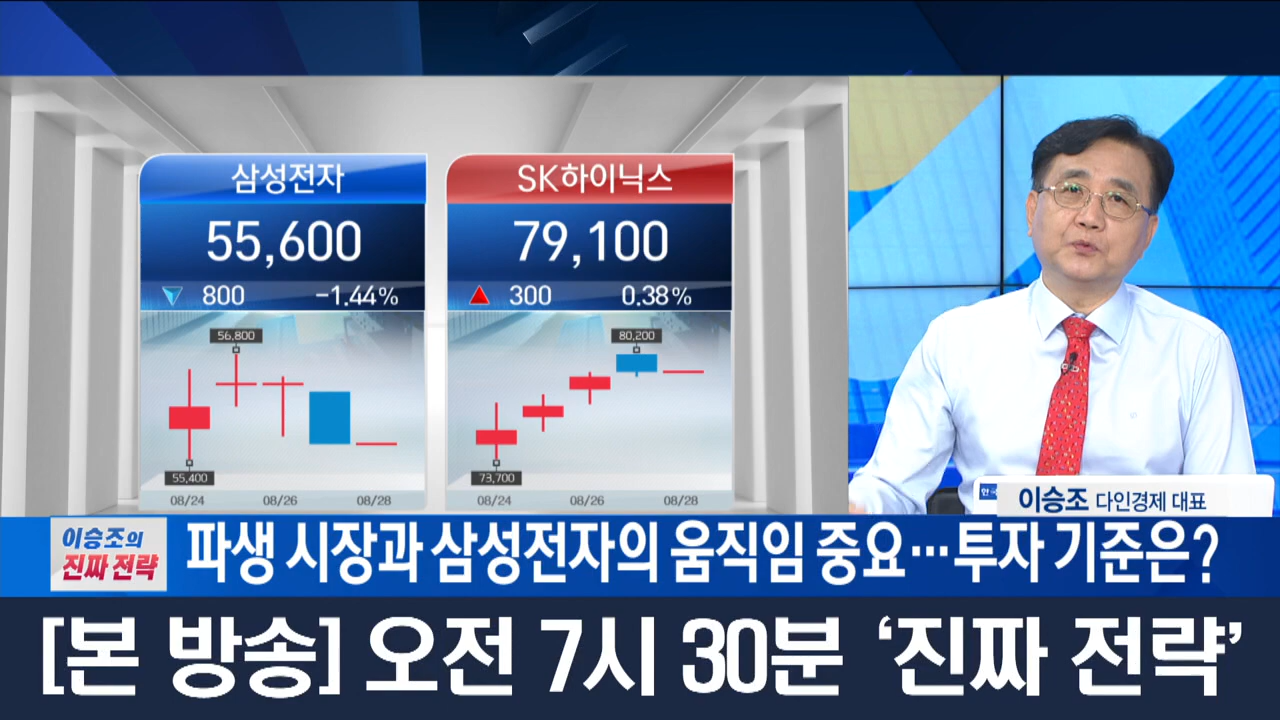 삼성전자
55,600
▼ 800 -1.44%
56,800
55,400
08/24 08/26 08/28
SK하이닉스
79,100
▲ 300 0.38%
80,200
73,700
08/24 08/26 08/28
이승조 다인경제 대표
이승조의
진짜 전략
파생 시장과 삼성전자의 움직임 중요…투자 기준은?
[본 방송] 오전 7시 30분 ‘진짜 전략’